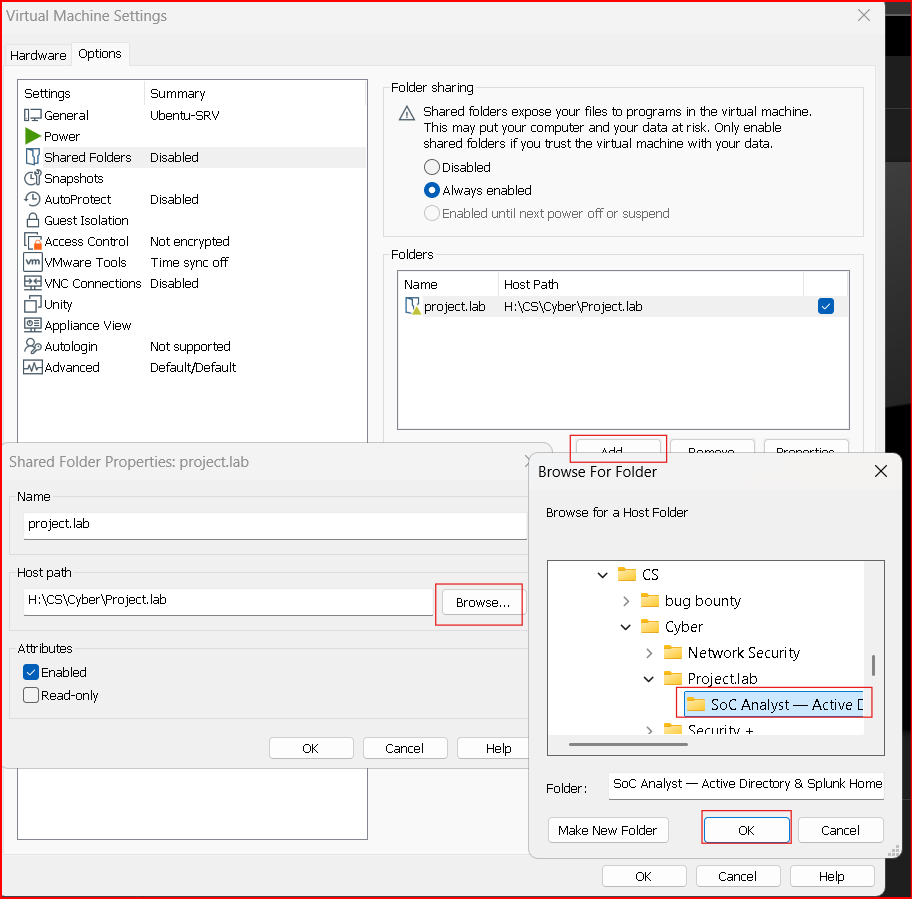 Virtual Machine Settings
Hardware Options
Settings Summary
General Ubentu-SRV
Power
Shared Folders Disabled
Snapshots
AutoProtect Disabled
Guest Isolation
Access Control Not encrypted
VMware Tools Time sync off
VNC Connections Disabled
Unity
Appliance View
Autologin Not supported
Advanced Default/Default
Folder sharing
Shared folders expose your files to programs in the virtual machine.
This may put your computer and your data at risk. Only enable
shared folders if you trust the virtual machine with your data.
Disabled
Always enabled
Enabled until next power off or suspend
Folders
Name Host Path
project.lab H:\CS\Cyber\Project.lab
Add... Remove Properties
Shared Folder Properties: project.lab
Name
project.lab
Host path
H:\CS\Cyber\Project.lab
Browse...
Attributes
Enabled
Read-only
OK Cancel Help
Browse For Folder
Browse for a Host Folder
CS
bug bounty
Cyber
Network Security
Project.lab
SoC Analyst — Active D
Security +
Folder: SoC Analyst — Active Directory & Splunk Home
Make New Folder OK Cancel
OK Cancel Help